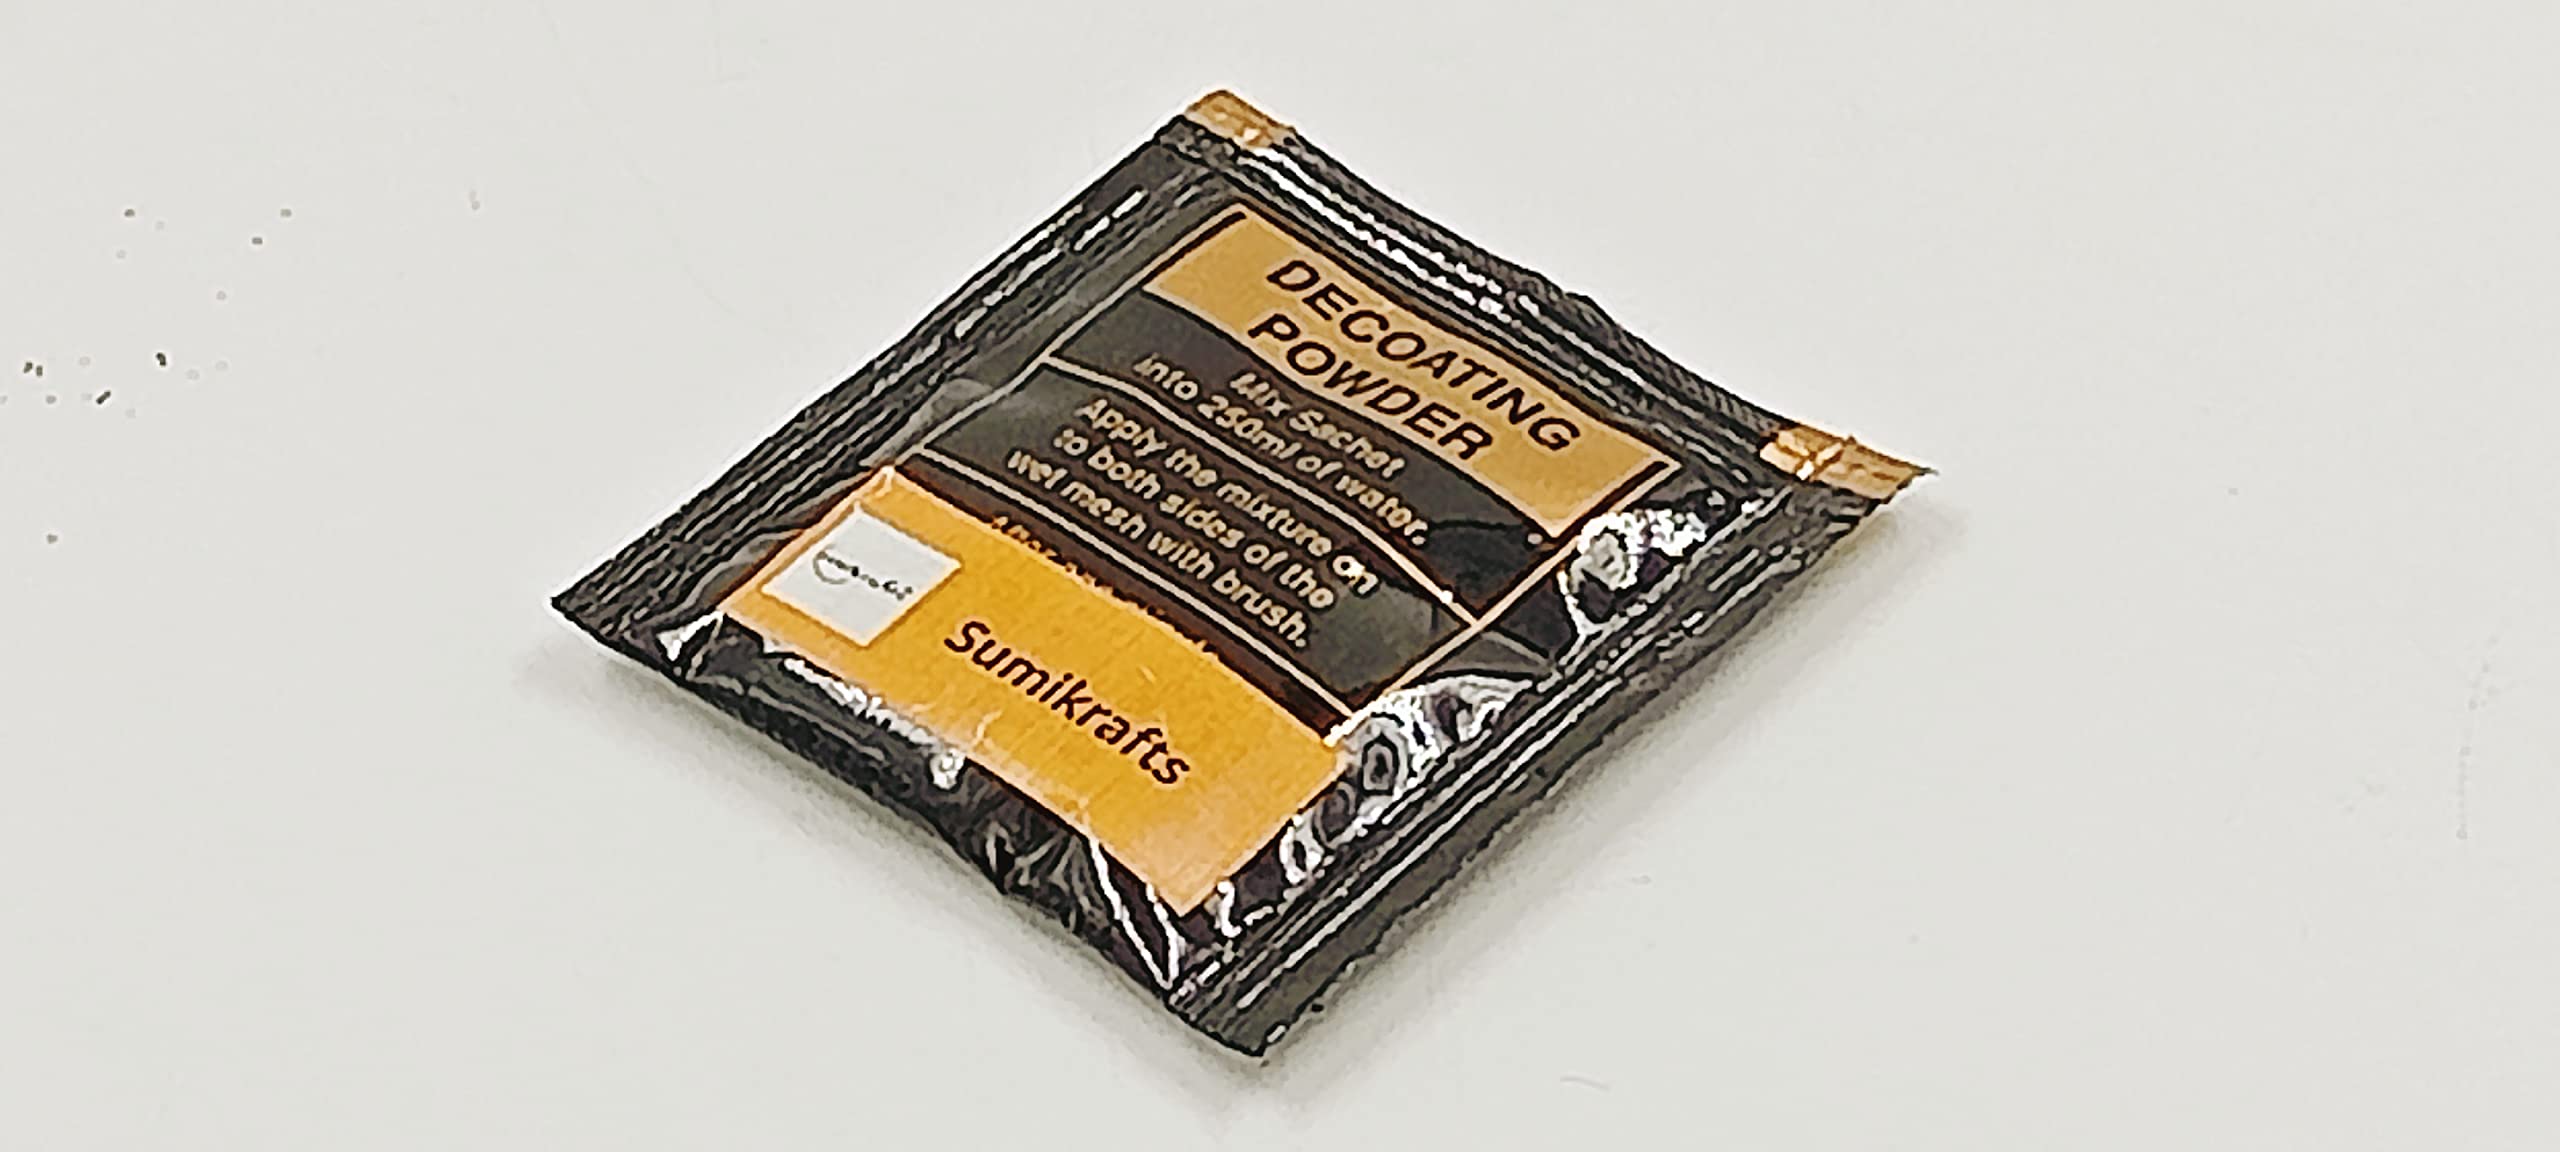 DECOATING
POWDER
Mix Sachet
into 250ml of water.
Apply the mixture on
to both sides of the
wet mesh with brush.
Sumikrafts